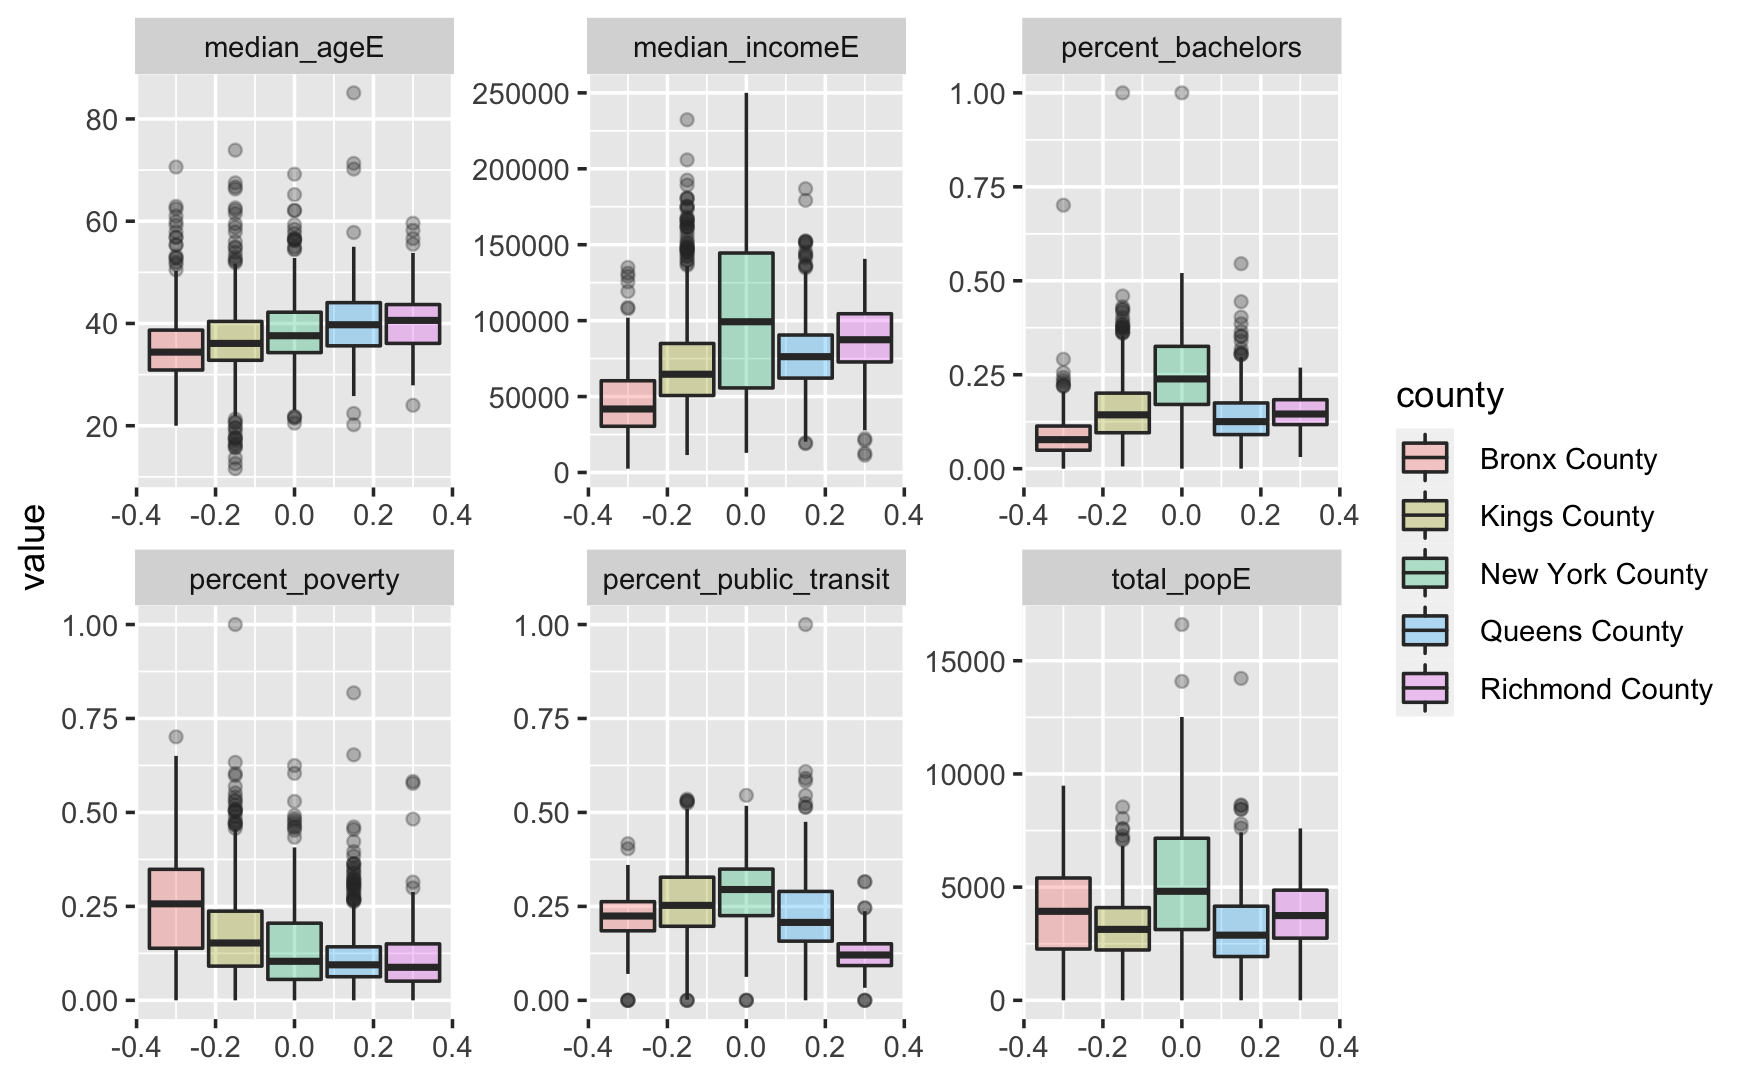 median_ageE
median_incomeE
percent_bachelors
80
60
40
20
250000
200000
150000
100000
50000
0
1.00
0.75
0.50
0.25
0.00
-0.4 -0.2 0.0 0.2 0.4
-0.4 -0.2 0.0 0.2 0.4
-0.4 -0.2 0.0 0.2 0.4
value
percent_poverty
percent_public_transit
total_popE
1.00
0.75
0.50
0.25
0.00
1.00
0.75
0.50
0.25
0.00
15000
10000
5000
0
-0.4 -0.2 0.0 0.2 0.4
-0.4 -0.2 0.0 0.2 0.4
-0.4 -0.2 0.0 0.2 0.4
county
Bronx County
Kings County
New York County
Queens County
Richmond County